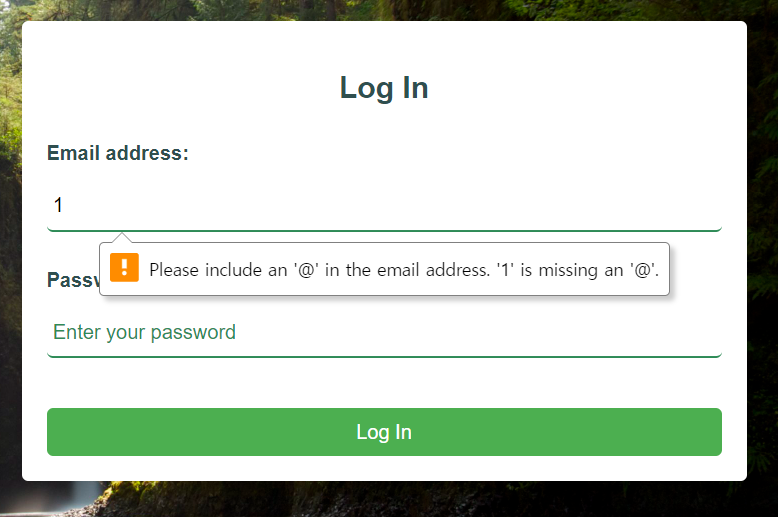 Log In
Email address:
1
Please include an '@' in the email address. '1' is missing an '@'.
Enter your password
Log In